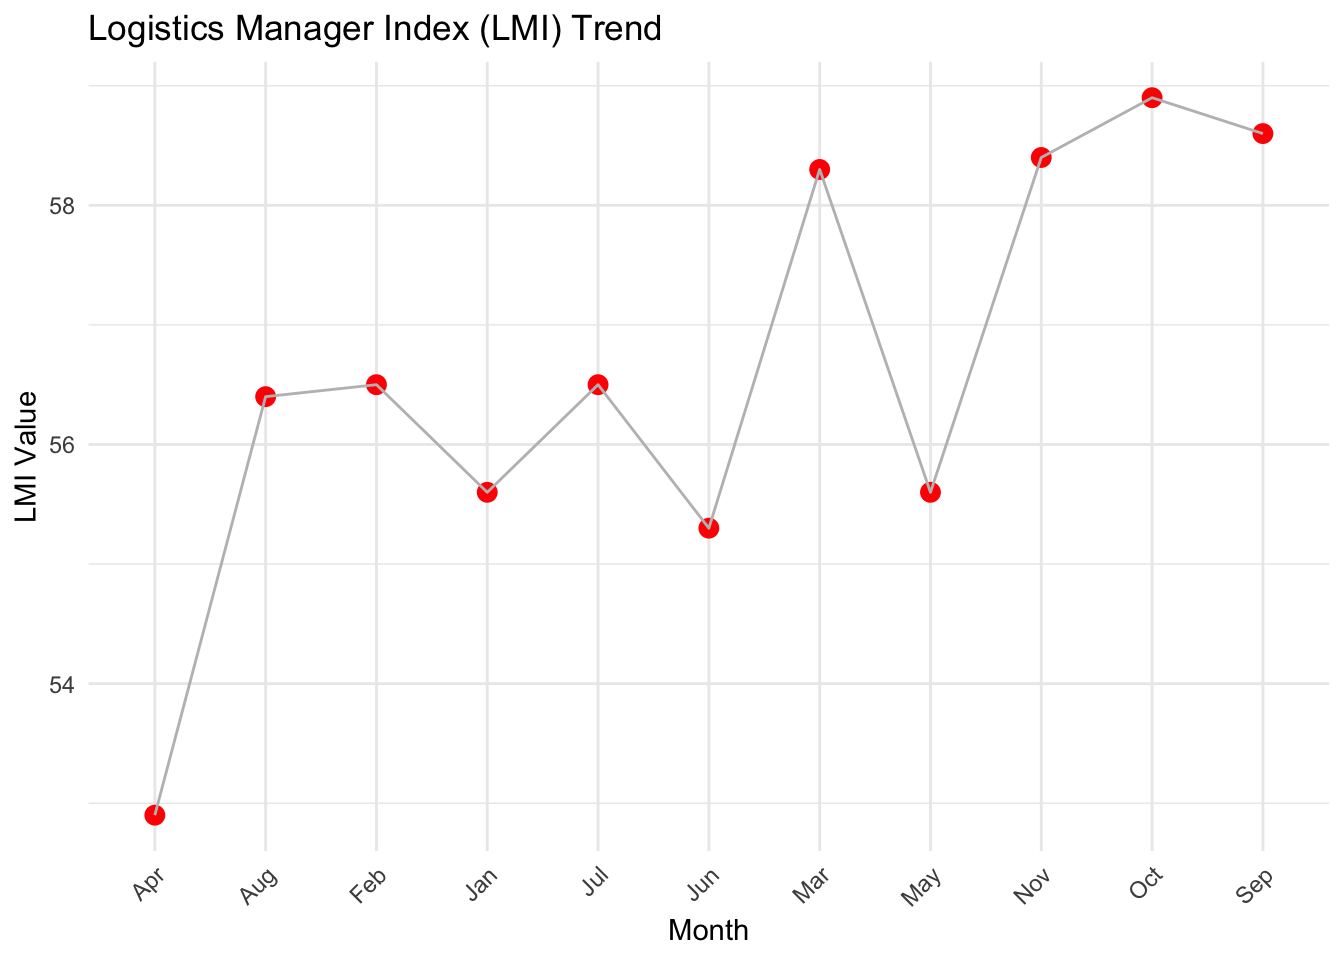 Logistics Manager Index (LMI) Trend
58
56
54
LMI Value
Apr
Aug
Feb
Jan
Jul
Jun
Mar
May
Nov
Oct
Sep
Month